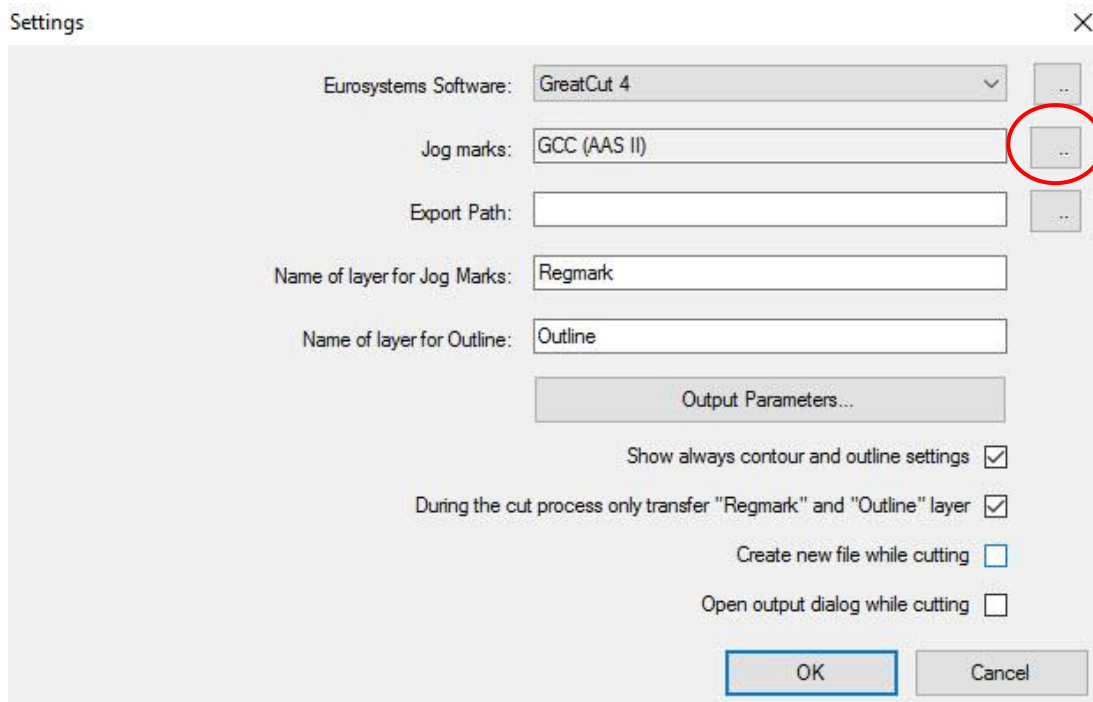 Settings
Eurosystems Software: GreatCut 4 ..
Jog marks: GCC (AAS II) ..
Export Path: ..
Name of layer for Jog Marks: Regmark
Name of layer for Outline: Outline
Output Parameters...
Show always contour and outline settings
During the cut process only transfer "Regmark" and "Outline" layer
Create new file while cutting
Open output dialog while cutting
OK Cancel